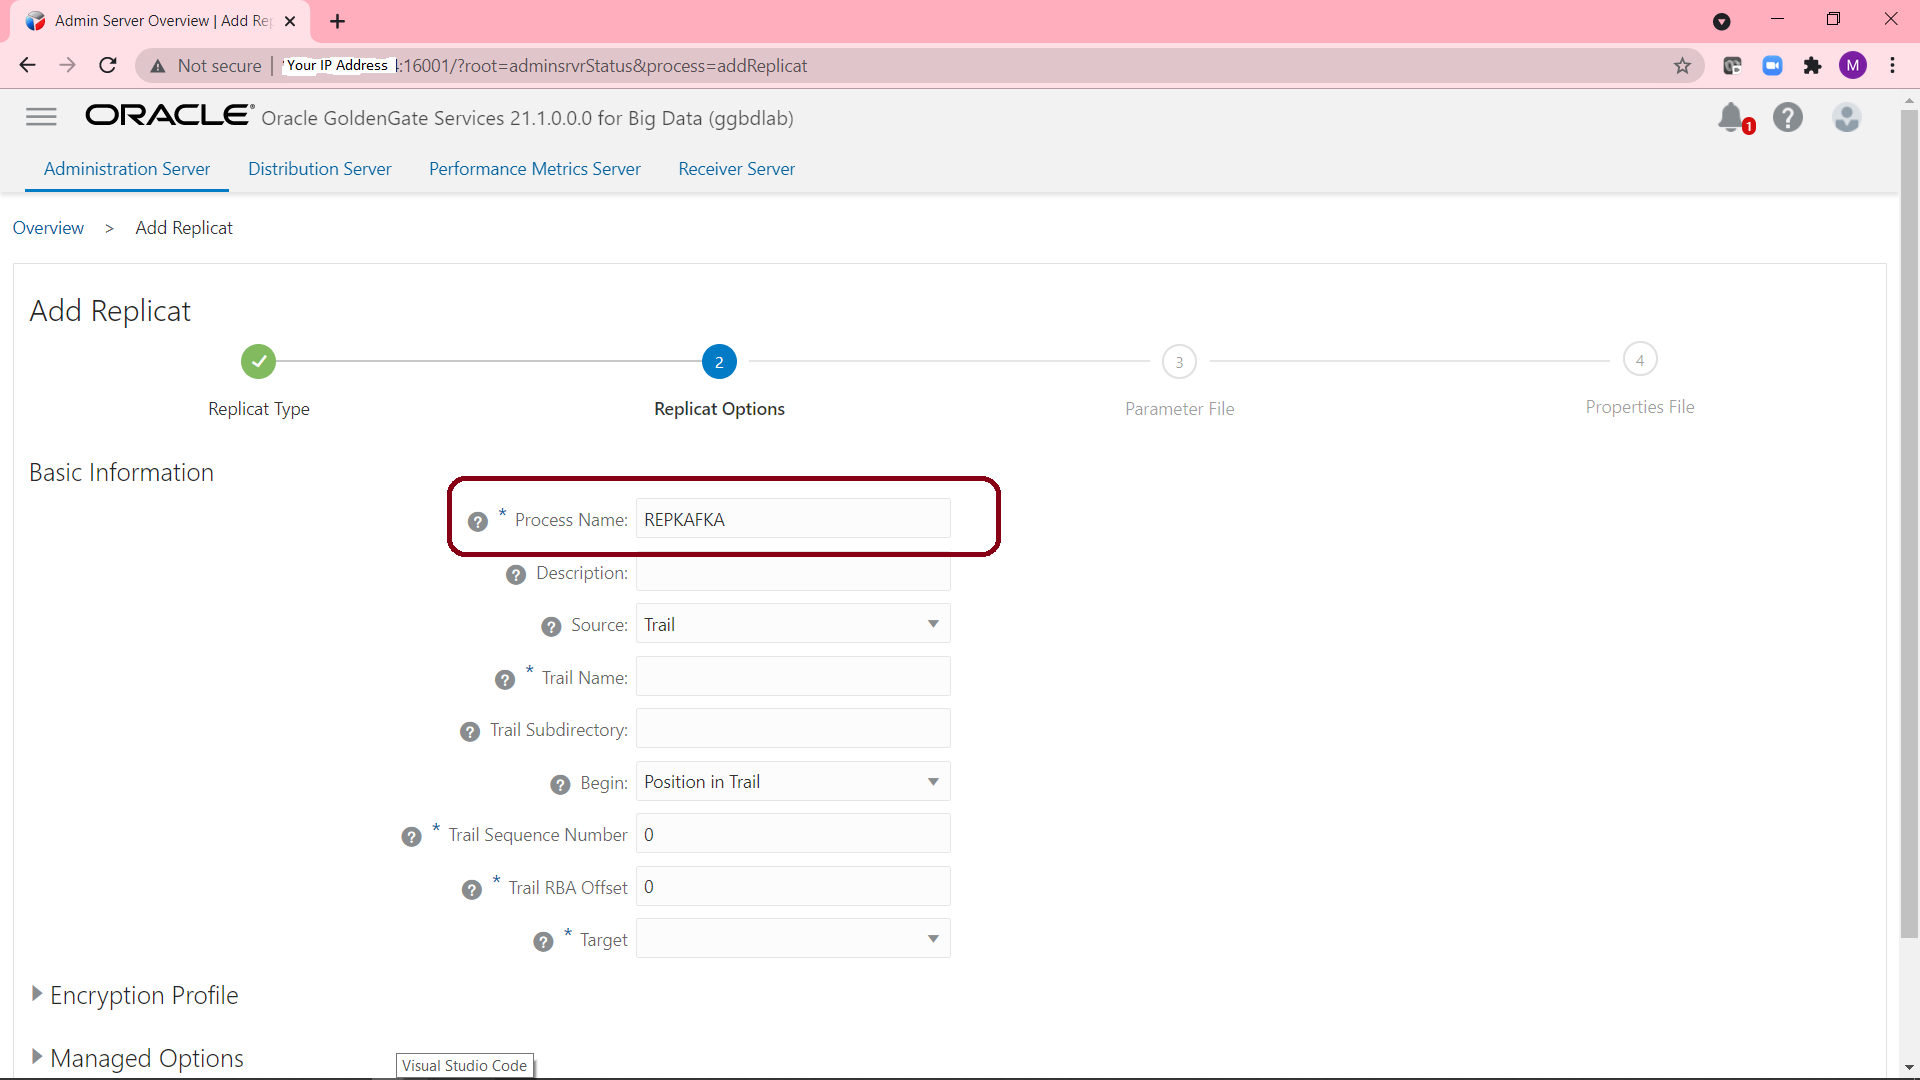 Admin Server Overview | Add Rep
Not secure | Your IP Address :16001/?root=adminsrvrStatus&process=addReplicat
M
ORACLE® Oracle GoldenGate Services 21.1.0.0.0 for Big Data (ggbdlab)
1 ?
Administration Server Distribution Server Performance Metrics Server Receiver Server
Overview > Add Replicat
Add Replicat
2 3 4
Replicat Type Replicat Options Parameter File Properties File
Basic Information
? * Process Name: REPKAFKA
? Description:
? Source: Trail
? * Trail Name:
? Trail Subdirectory:
? Begin: Position in Trail
? * Trail Sequence Number 0
? * Trail RBA Offset 0
? * Target
Encryption Profile
Managed Options
Visual Studio Code